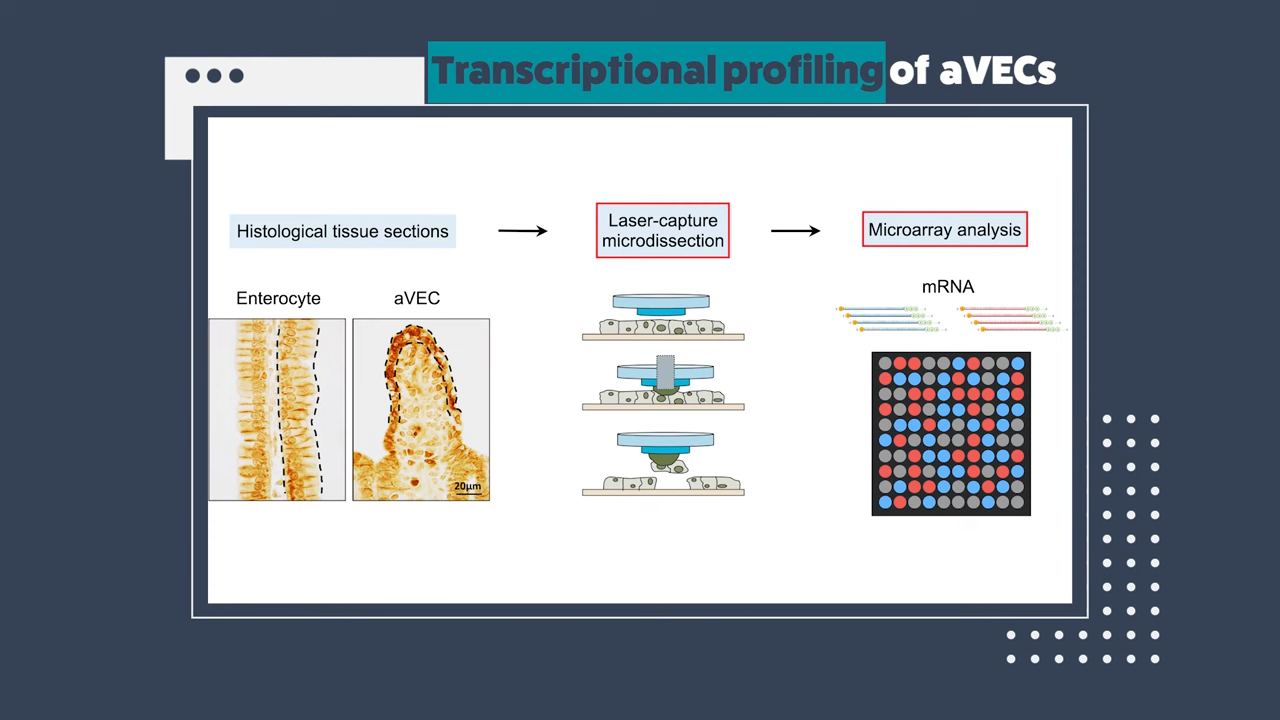 Transcriptional profiling of aVECs
Histological tissue sections
Laser-capture
microdissection
Microarray analysis
Enterocyte
aVEC
mRNA
20μm